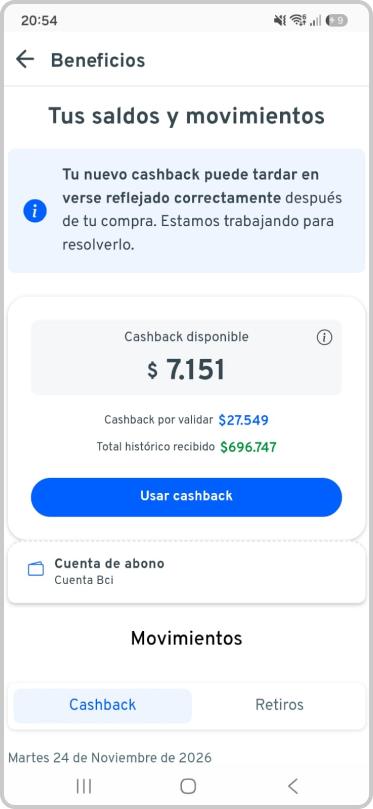 20:54
9
Beneficios
Tus saldos y movimientos
Tu nuevo cashback puede tardar en
verse reflejado correctamente después
de tu compra. Estamos trabajando para
resolverlo.
Cashback disponible
$ 7.151
Cashback por validar $27.549
Total histórico recibido $696.747
Usar cashback
Cuenta de abono
Cuenta Bci
Movimientos
Cashback Retiros
Martes 24 de Noviembre de 2026